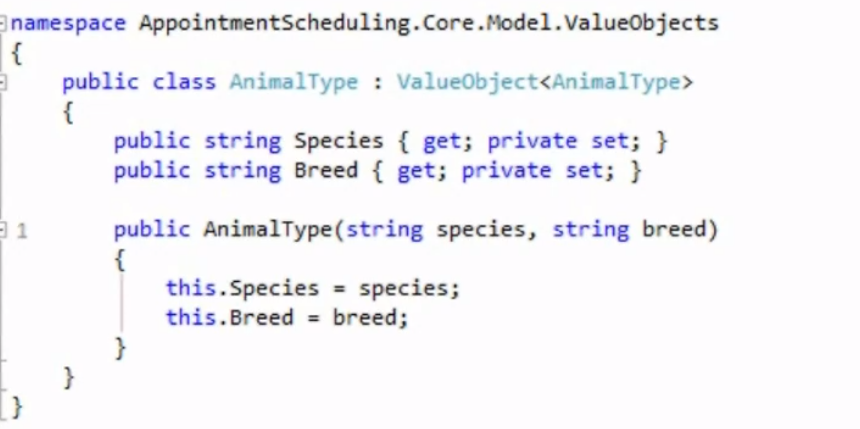 namespace AppointmentScheduling.Core.Model.ValueObjects
{
public class AnimalType : ValueObject<AnimalType>
{
public string Species { get; private set; }
public string Breed { get; private set; }
1 public AnimalType(string species, string breed)
{
this.Species = species;
this.Breed = breed;
}
}
}